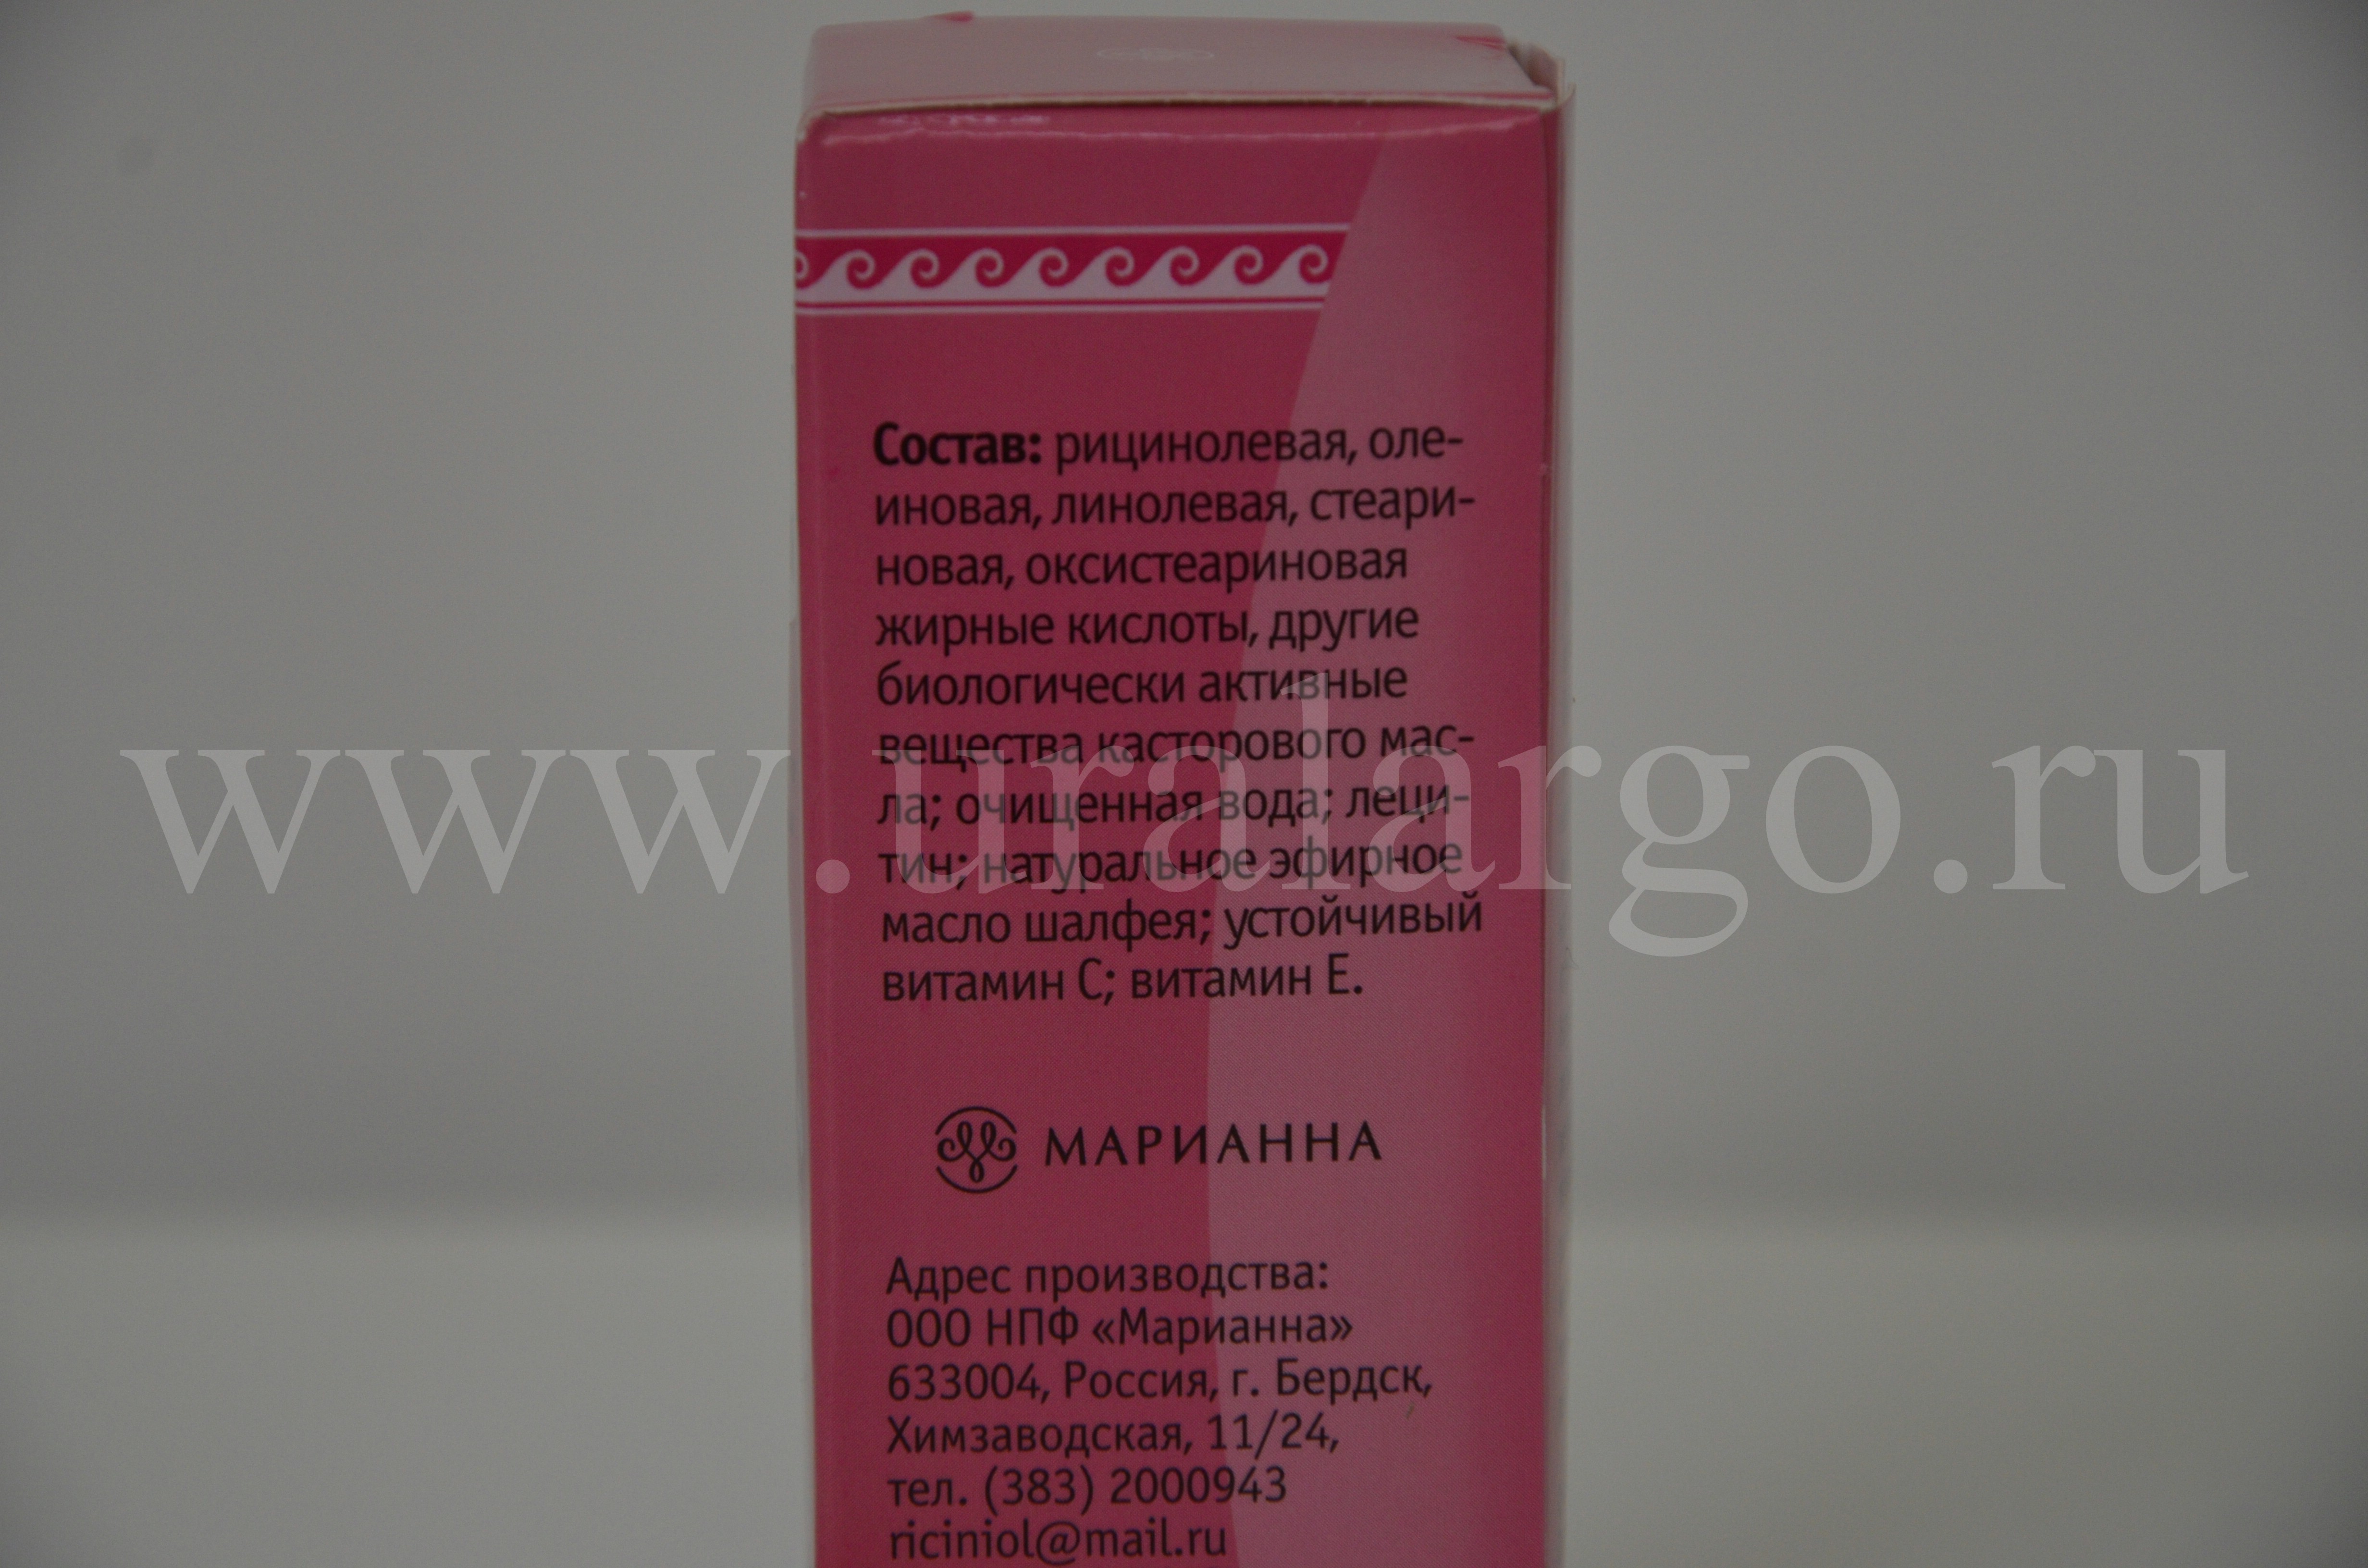 Состав: рицинолевая, оле-
иновая, линолевая, стеари-
новая, оксистеариновая
жирные кислоты, другие
биологически активные
вещества касторового мас-
ла; очищенная вода; леци-
тин; натуральное эфирное
масло шалфея; устойчивый
витамин С; витамин Е.
www.uralargo.ru
МАРИАННА
Адрес производства:
ООО НПФ «Марианна»
633004, Россия, г. Бердск,
Химзаводская, 11/24,
тел. (383) 2000943
riciniol@mail.ru